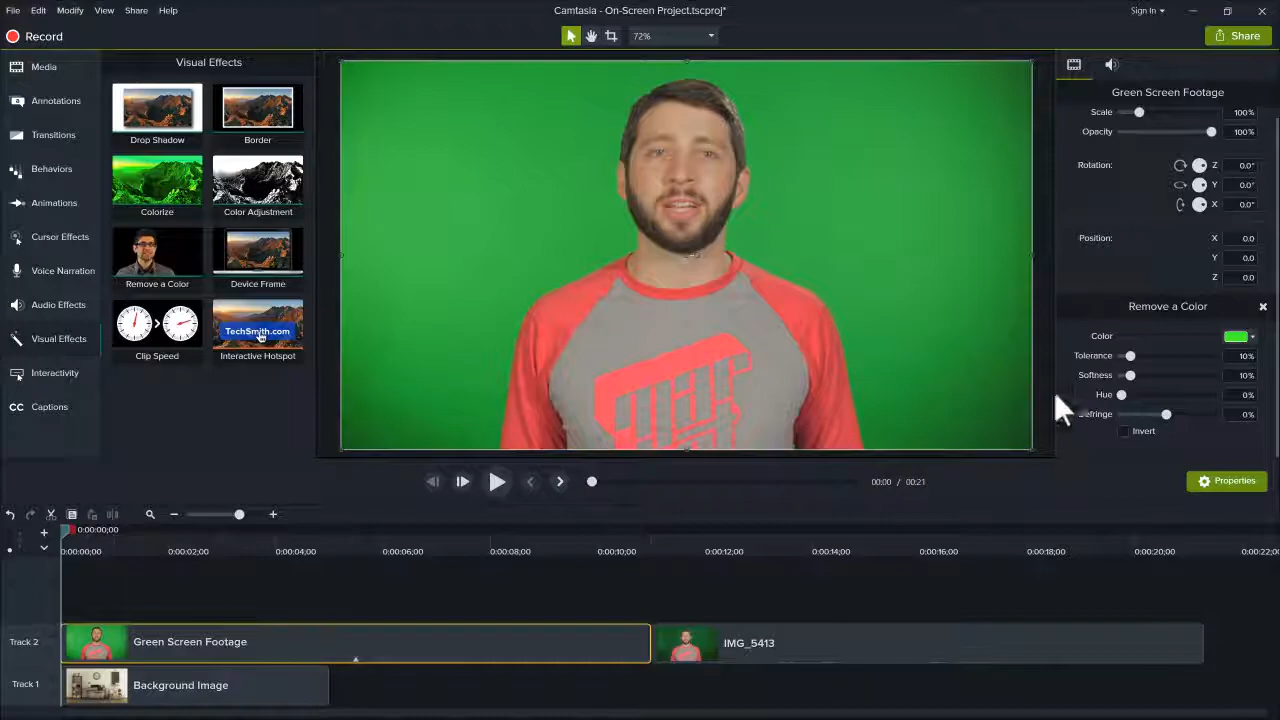 File Edit Modify View Share Help
Camtasia - On-Screen Project.tscproj*
Sign In
Record
72%
Share
Media
Annotations
Transitions
Behaviors
Animations
Cursor Effects
Voice Narration
Audio Effects
Visual Effects
Interactivity
CC Captions
Visual Effects
Drop Shadow
Border
Colorize
Color Adjustment
Remove a Color
Device Frame
TechSmith.com
Clip Speed
Interactive Hotspot
Green Screen Footage
Scale 100%
Opacity 100%
Rotation: Z 0.0°
Y 0.0°
X 0.0°
Position: X 0.0
Y 0.0
Z 0.0
Remove a Color
Color
Tolerance 10%
Softness 10%
Hue 0%
efringe 0%
Invert
Properties
00:00 / 00:21
0:00:00;00
0:00:00;00 0:00:02;00 0:00:04;00 0:00:06;00 0:00:08;00 0:00:10;00 0:00:12;00 0:00:14;00 0:00:16;00 0:00:18;00 0:00:20;00 0:00:22;00
Track 2 Green Screen Footage IMG_5413
Track 1 Background Image